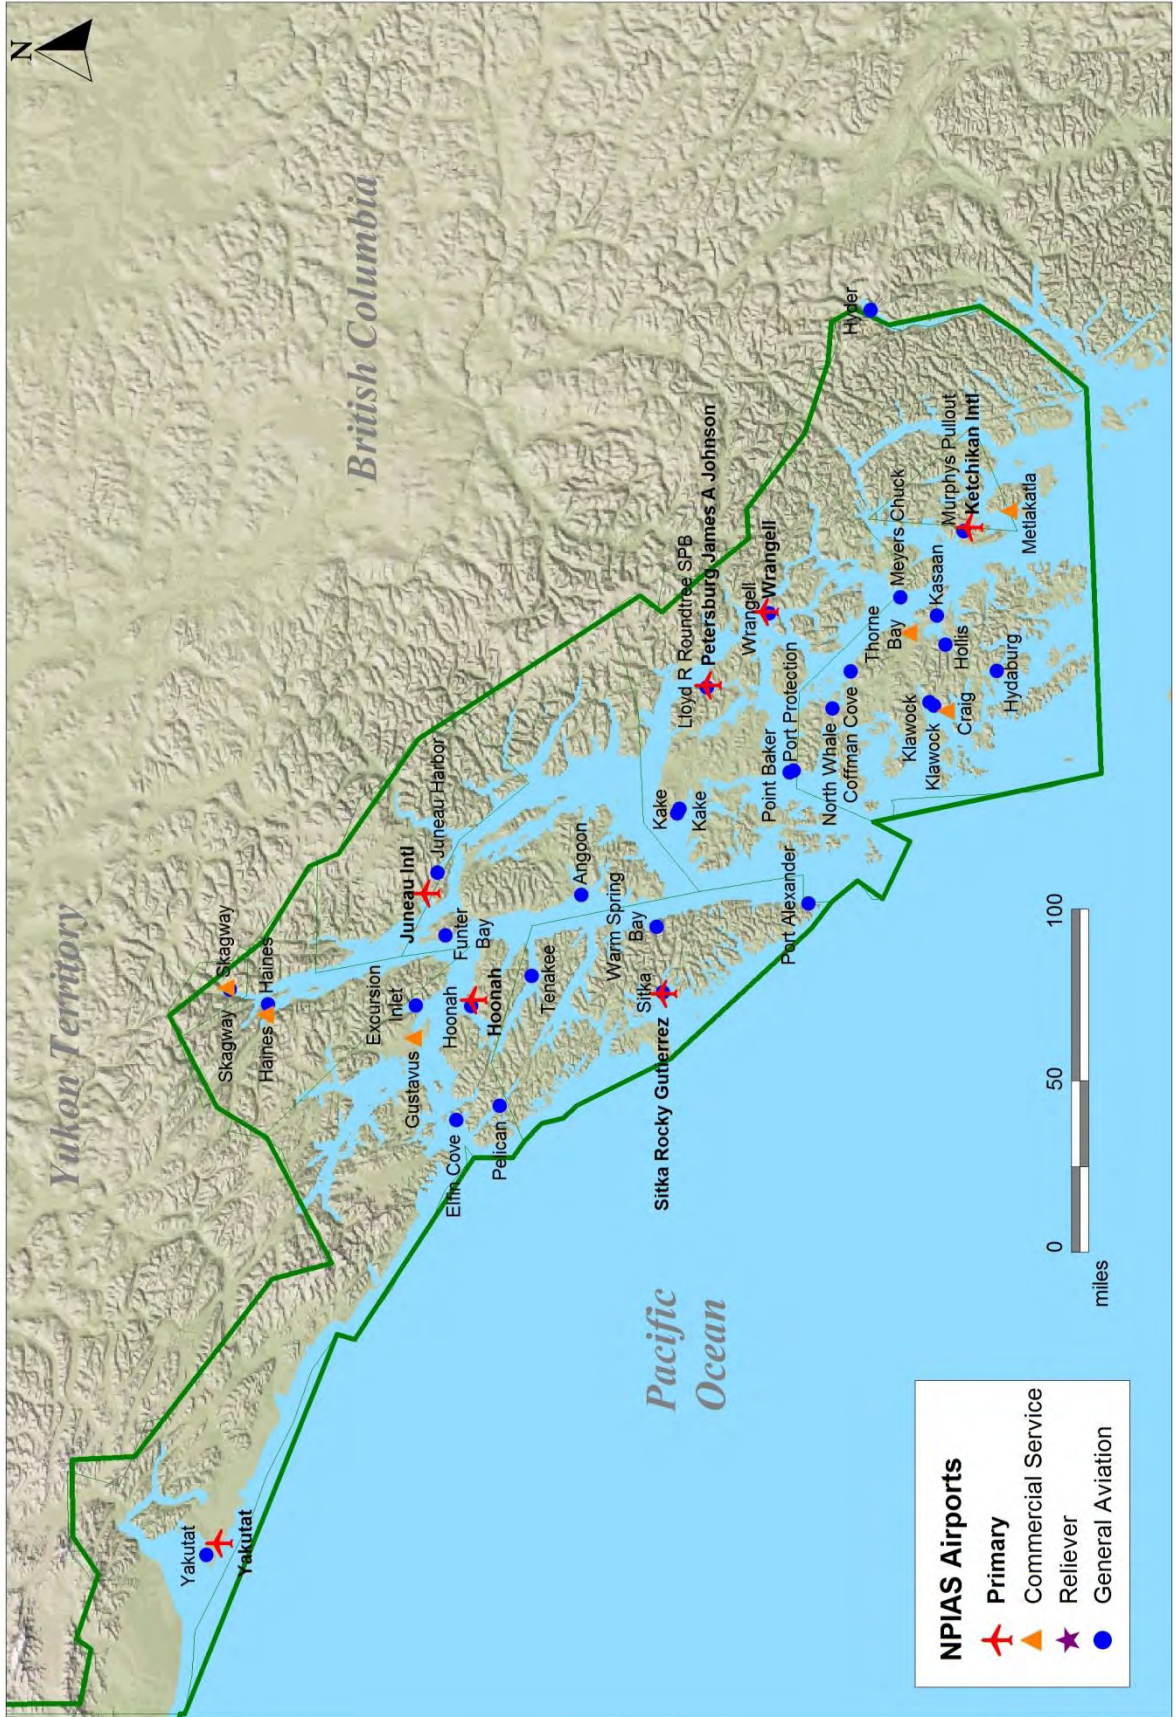 N
Yukon Territory
British Columbia
Pacific
Ocean
Yakutat
Yakutat
Skagway
Skagway
Haines
Haines
Excursion
Inlet
Gustavus
Hoonah
Hoonah
Elfin Cove
Pelican
Juneau Intl
Juneau Harbor
Funter
Bay
Tenakee
Angoon
Warm Spring
Bay
Sitka
Sitka Rocky Gutierrez
Port Alexander
Kake
Kake
Lloyd R Roundtree SPB
Petersburg James A Johnson
Wrangell
Wrangell
Point Baker
Port Protection
North Whale
Coffman Cove
Thorne
Bay
Meyers Chuck
Kasaan
Hollis
Klawock
Klawock
Craig
Hydaburg
Murphys Pullout
Ketchikan Intl
Metlakatla
Hyder
NPIAS Airports
Primary
Commercial Service
Reliever
General Aviation
0
50
100
miles